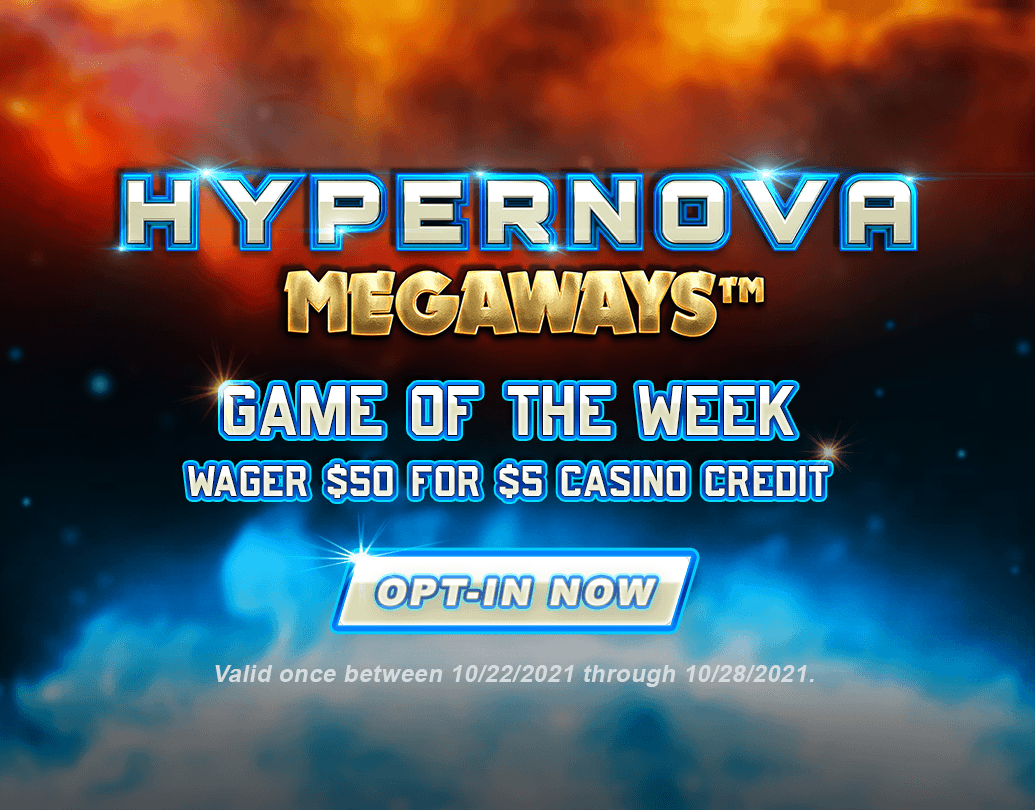 HYPERNOVA
MEGAWAYS™
GAME OF THE WEEK
WAGER $50 FOR $5 CASINO CREDIT
OPT-IN NOW
Valid once between 10/22/2021 through 10/28/2021.